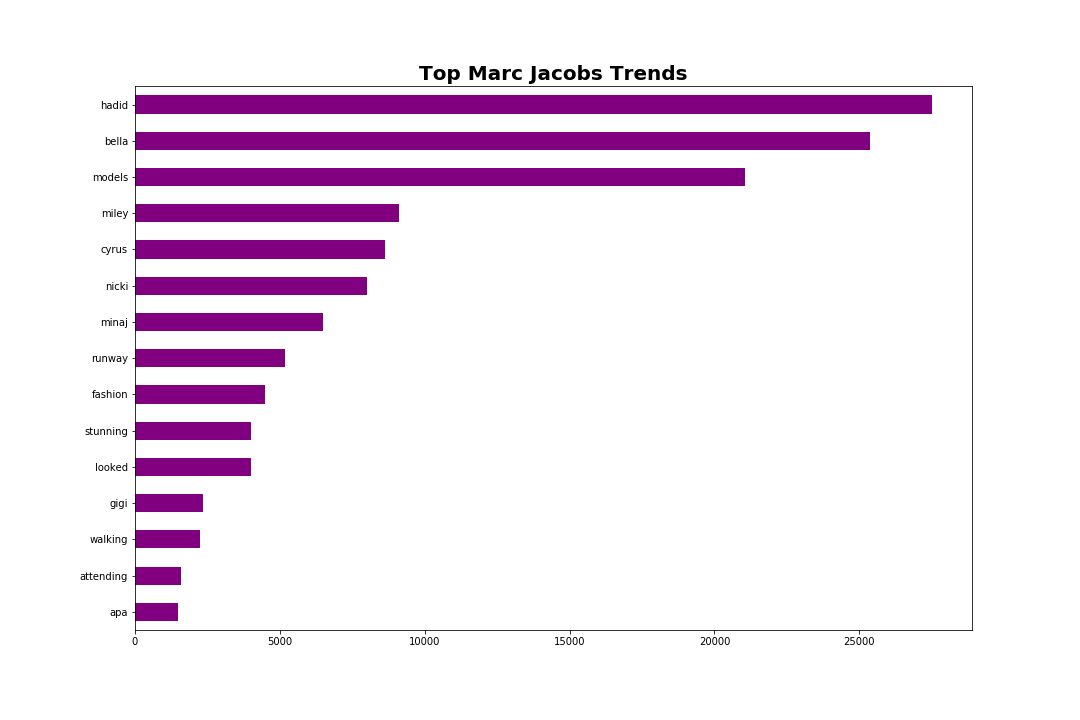 Top Marc Jacobs Trends
hadid
bella
models
miley
cyrus
nicki
minaj
runway
fashion
stunning
looked
gigi
walking
attending
apa
0 5000 10000 15000 20000 25000